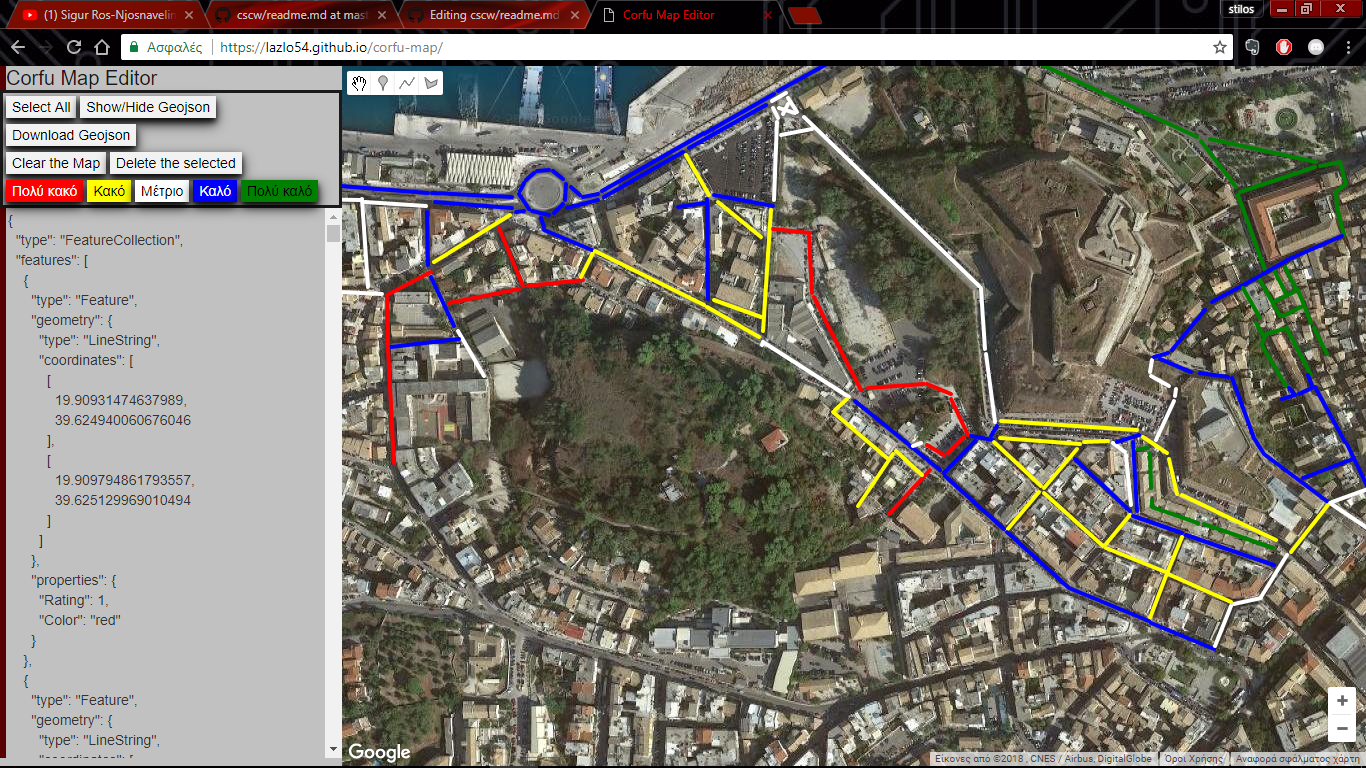 (1) Sigur Ros-Njosnavelin
cscw/readme.md at mast
Editing cscw/readme.md
Corfu Map Editor
stilos
Ασφαλές
https://lazlo54.github.io/corfu-map/
Corfu Map Editor
Select All
Show/Hide Geojson
Download Geojson
Clear the Map
Delete the selected
Πολύ κακό
Κακό
Μέτριο
Καλό
Πολύ καλό
{
"type": "FeatureCollection",
"features": [
{
"type": "Feature",
"geometry": {
"type": "LineString",
"coordinates": [
[
19.90931474637989,
39.624940060676046
],
[
19.909794861793557,
39.625129969010494
]
]
},
"properties": {
"Rating": 1,
"Color": "red"
}
},
{
"type": "Feature",
"geometry": {
"type": "LineString",
Google
+
−
Εικόνες από ©2018 , CNES / Airbus, DigitalGlobe
Όροι Χρήσης
Αναφορά σφάλματος χάρτη